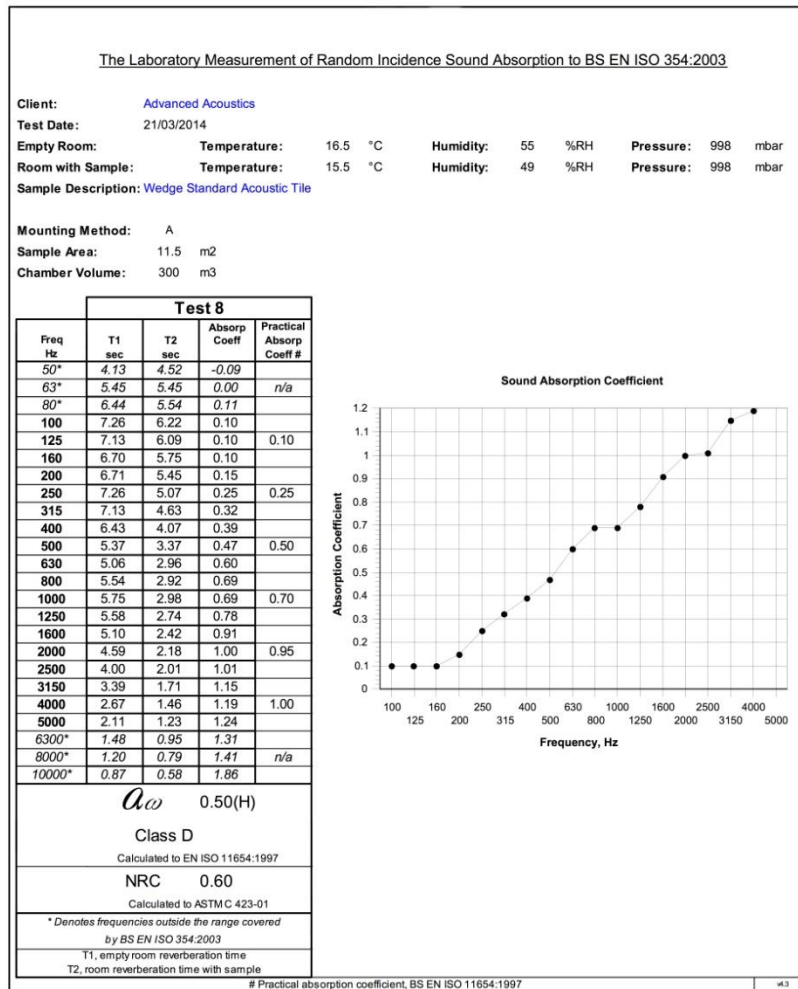 The Laboratory Measurement of Random Incidence Sound Absorption to BS EN ISO 354:2003
Client: Advanced Acoustics
Test Date: 21/03/2014
Empty Room: Temperature: 16.5 °C Humidity: 55 %RH Pressure: 998 mbar
Room with Sample: Temperature: 15.5 °C Humidity: 49 %RH Pressure: 998 mbar
Sample Description: Wedge Standard Acoustic Tile
Mounting Method: A
Sample Area: 11.5 m2
Chamber Volume: 300 m3
Test 8
Freq Hz T1 sec T2 sec Absorp Coeff Practical Absorp Coeff #
50* 4.13 4.52 -0.09
63* 5.45 5.45 0.00 n/a
80* 6.44 5.54 0.11
100 7.26 6.22 0.10
125 7.13 6.09 0.10 0.10
160 6.70 5.75 0.10
200 6.71 5.45 0.15
250 7.26 5.07 0.25 0.25
315 7.13 4.63 0.32
400 6.43 4.07 0.39
500 5.37 3.37 0.47 0.50
630 5.06 2.96 0.60
800 5.54 2.92 0.69
1000 5.75 2.98 0.69 0.70
1250 5.58 2.74 0.78
1600 5.10 2.42 0.91
2000 4.59 2.18 1.00 0.95
2500 4.00 2.01 1.01
3150 3.39 1.71 1.15
4000 2.67 1.46 1.19 1.00
5000 2.11 1.23 1.24
6300* 1.48 0.95 1.31
8000* 1.20 0.79 1.41 n/a
10000* 0.87 0.58 1.86
αω 0.50(H)
Class D
Calculated to EN ISO 11654:1997
NRC 0.60
Calculated to ASTM C 423-01
* Denotes frequencies outside the range covered
by BS EN ISO 354:2003
T1, empty room reverberation time
T2, room reverberation time with sample
Sound Absorption Coefficient
Absorption Coefficient
1.2
1.1
1
0.9
0.8
0.7
0.6
0.5
0.4
0.3
0.2
0.1
0
100 160 250 400 630 1000 1600 2500 4000
125 200 315 500 800 1250 2000 3150 5000
Frequency, Hz
# Practical absorption coefficient, BS EN ISO 11654:1997
v4.3